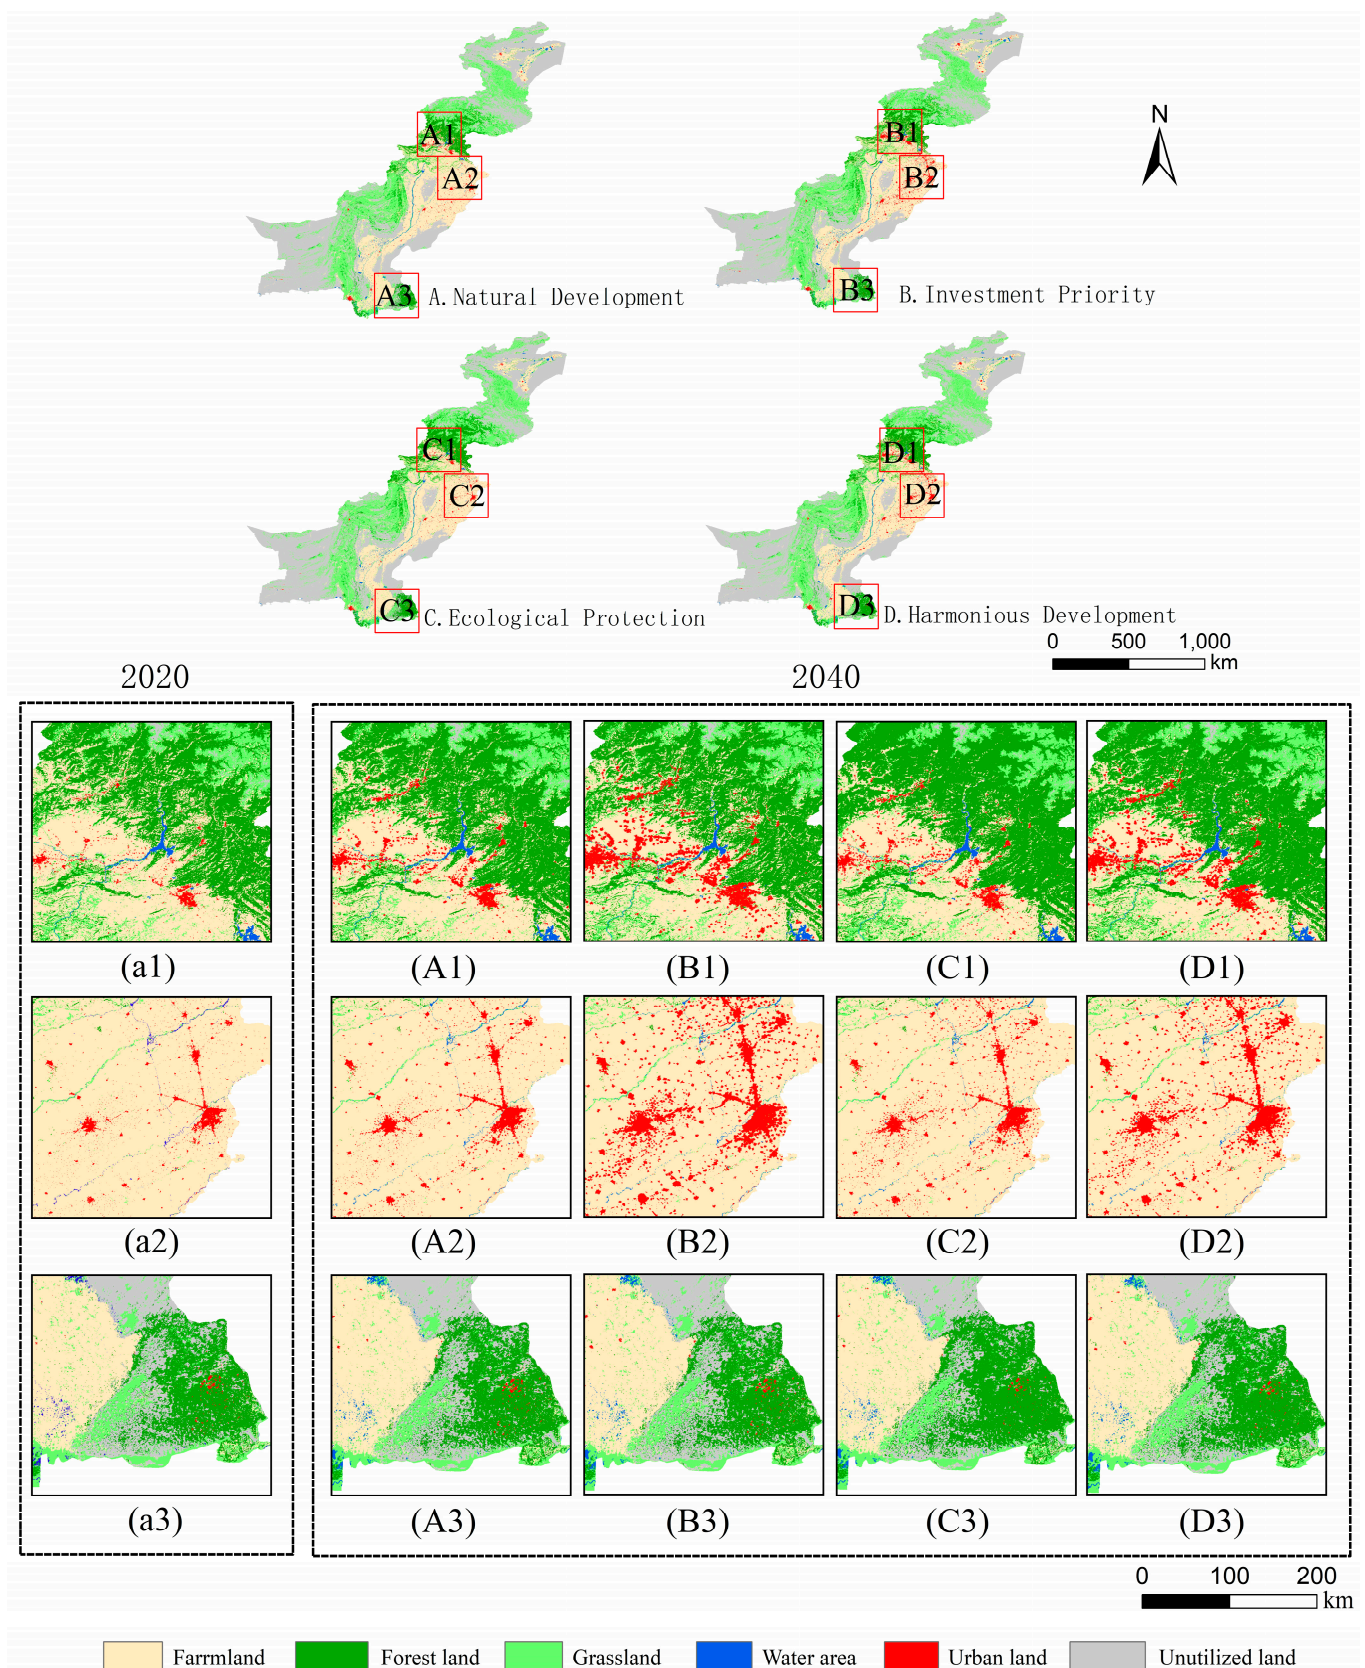 N
A1
A2
A3
A.Natural Development
B1
B2
B3
B.Investment Priority
C1
C2
C3
C.Ecological Protection
D1
D2
D3
D.Harmonious Development
0 500 1,000
km
2020 2040
(a1) (A1) (B1) (C1) (D1)
(a2) (A2) (B2) (C2) (D2)
(a3) (A3) (B3) (C3) (D3)
0 100 200
km
Farrmland Forest land Grassland Water area Urban land Unutilized land